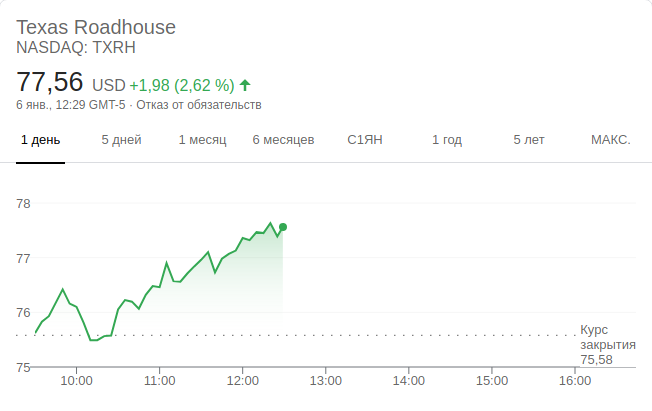 Texas Roadhouse
NASDAQ: TXRH
77,56 USD +1,98 (2,62 %)
6 янв., 12:29 GMT-5 · Отказ от обязательств
1 день 5 дней 1 месяц 6 месяцев С1ЯН 1 год 5 лет МАКС.
78
77
76
Курс
закрытия
75,58
75
10:00 11:00 12:00 13:00 14:00 15:00 16:00